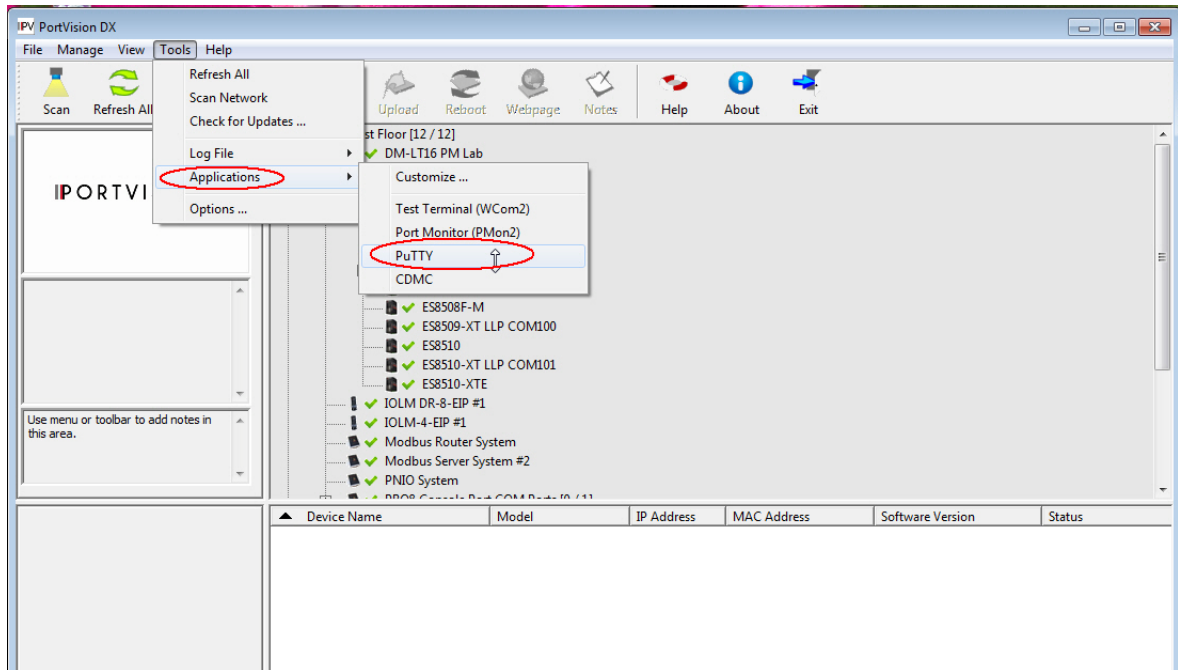 IPV PortVision DX
File Manage View Tools Help
Scan Refresh All Upload Reboot Webpage Notes Help About Exit
Refresh All
Scan Network
Check for Updates ...
Log File
Applications
Options ...
Customize ...
Test Terminal (WCom2)
Port Monitor (PMon2)
PuTTY
CDMC
PORTVI
st Floor [12 / 12]
DM-LT16 PM Lab
ES8508F-M
ES8509-XT LLP COM100
ES8510
ES8510-XT LLP COM101
ES8510-XTE
IOLM DR-8-EIP #1
IOLM-4-EIP #1
Modbus Router System
Modbus Server System #2
PNIO System
Use menu or toolbar to add notes in
this area.
Device Name Model IP Address MAC Address Software Version Status